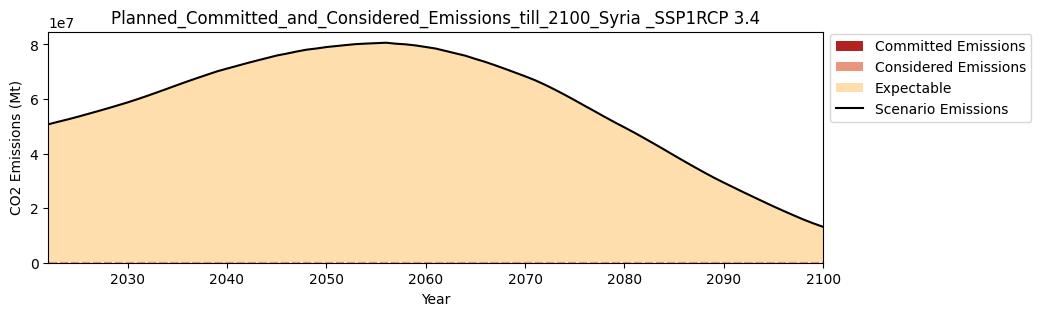 Planned_Committed_and_Considered_Emissions_till_2100_Syria _SSP1RCP 3.4
1e7
8
6
4
2
0
CO2 Emissions (Mt)
2030 2040 2050 2060 2070 2080 2090 2100
Year
Committed Emissions
Considered Emissions
Expectable
Scenario Emissions